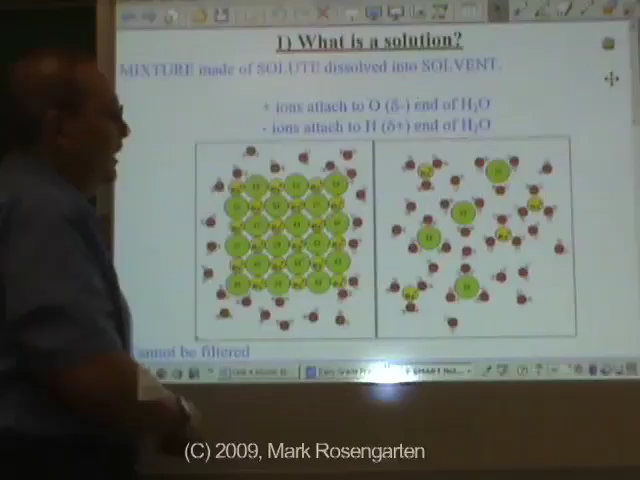 1) What is a solution?
MIXTURE made of SOLUTE dissolved into SOLVENT.
+ ions attach to O (δ-) end of H₂O
- ions attach to H (δ+) end of H₂O
annot be filtered
(C) 2009, Mark Rosengarten